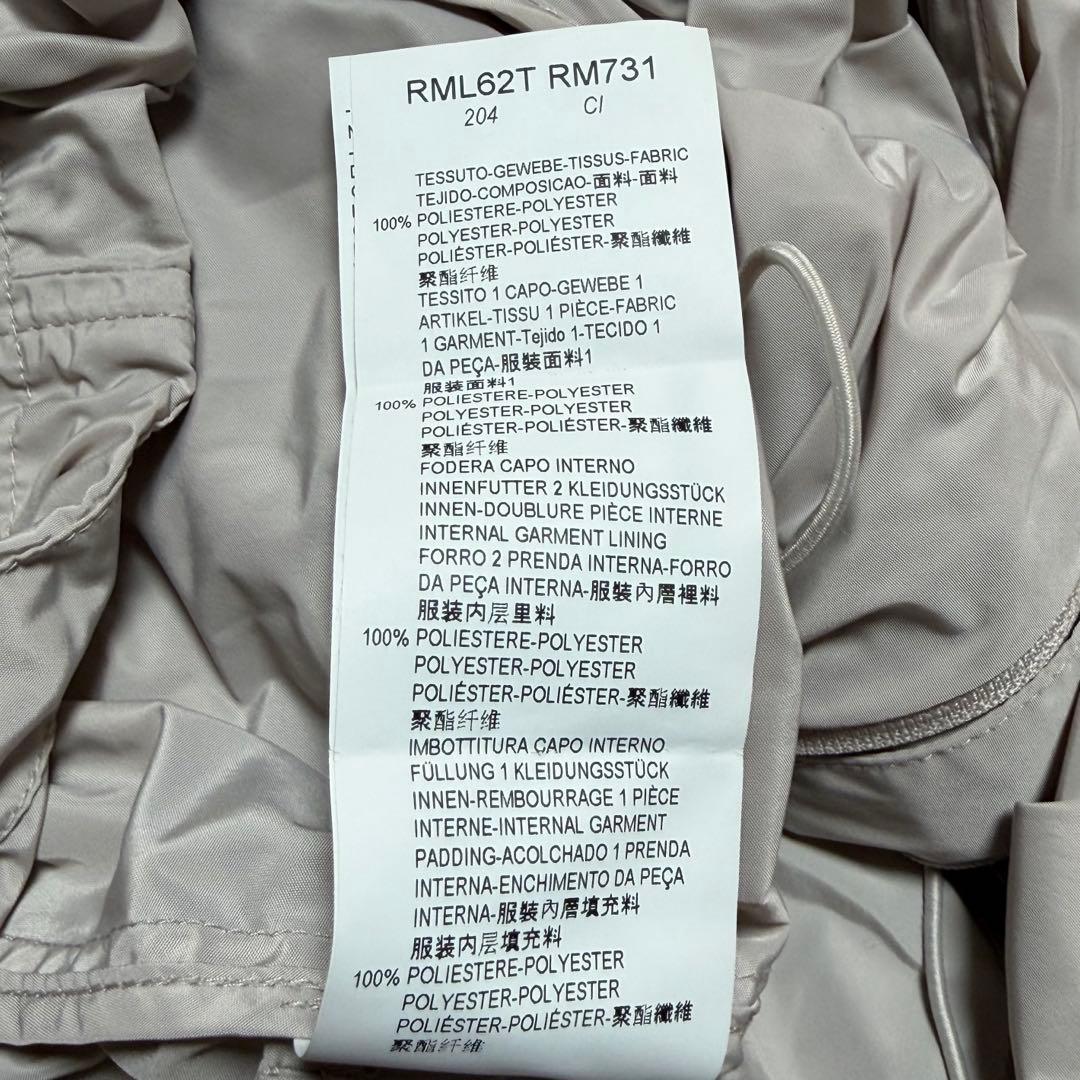 RML62T RM731
204 CI
TESSUTO-GEWEBE-TISSUS-FABRIC
TEJIDO-COMPOSICAO-面料-面料
100% POLIESTERE-POLYESTER
POLYESTER-POLYESTER
POLIÉSTER-POLIÉSTER-聚酯纖維
聚酯纤维
TESSITO 1 CAPO-GEWEBE 1
ARTIKEL-TISSU 1 PIÈCE-FABRIC
1 GARMENT-Tejido 1-TECIDO 1
DA PEÇA-服裝面料1
服装面料1
100% POLIESTERE-POLYESTER
POLYESTER-POLYESTER
POLIÉSTER-POLIÉSTER-聚酯纖維
聚酯纤维
FODERA CAPO INTERNO
INNENFUTTER 2 KLEIDUNGSSTÜCK
INNEN-DOUBLURE PIÈCE INTERNE
INTERNAL GARMENT LINING
FORRO 2 PRENDA INTERNA-FORRO
DA PEÇA INTERNA-服裝內層裡料
服装内层里料
100% POLIESTERE-POLYESTER
POLYESTER-POLYESTER
POLIÉSTER-POLIÉSTER-聚酯纖維
聚酯纤维
IMBOTTITURA CAPO INTERNO
FÜLLUNG 1 KLEIDUNGSSTÜCK
INNEN-REMBOURRAGE 1 PIÈCE
INTERNE-INTERNAL GARMENT
PADDING-ACOLCHADO 1 PRENDA
INTERNA-ENCHIMENTO DA PEÇA
INTERNA-服裝內層填充料
服装内层填充料
100% POLIESTERE-POLYESTER
POLYESTER-POLYESTER
POLIÉSTER-POLIÉSTER-聚酯纖維
聚酯纤维